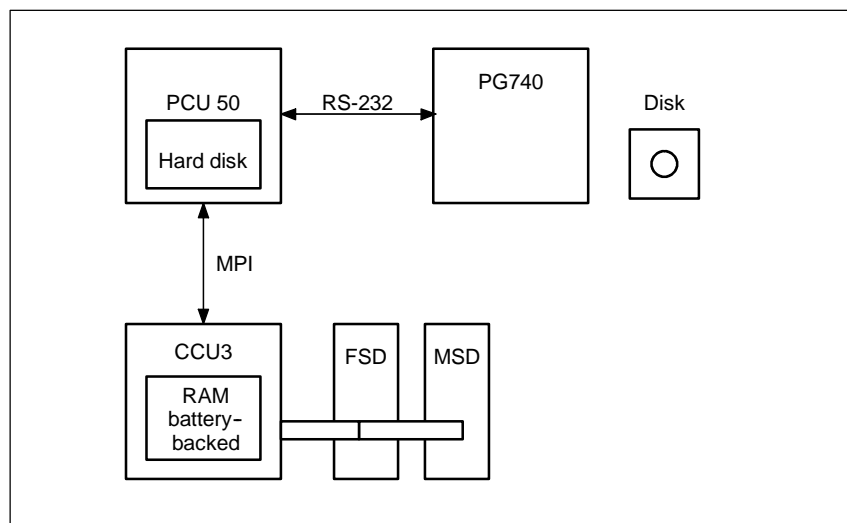 PCU 50
Hard disk
RS-232
PG740
Disk
MPI
CCU3
RAM
battery-
backed
FSD
MSD